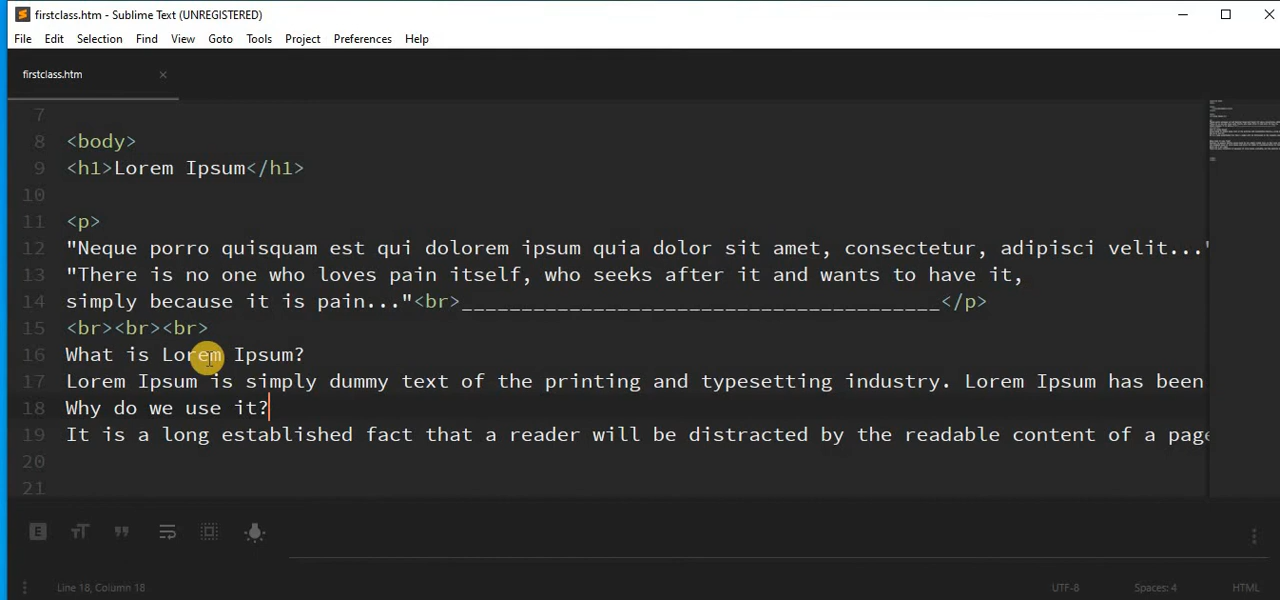 firstclass.htm - Sublime Text (UNREGISTERED)
File Edit Selection Find View Goto Tools Project Preferences Help
firstclass.htm
7
8 <body>
9 <h1>Lorem Ipsum</h1>
10
11 <p>
12 "Neque porro quisquam est qui dolorem ipsum quia dolor sit amet, consectetur, adipisci velit..."
13 "There is no one who loves pain itself, who seeks after it and wants to have it,
14 simply because it is pain..."<br>________________________________________</p>
15 <br><br><br>
16 What is Lorem Ipsum?
17 Lorem Ipsum is simply dummy text of the printing and typesetting industry. Lorem Ipsum has been
18 Why do we use it?
19 It is a long established fact that a reader will be distracted by the readable content of a page
20
21
Line 18, Column 18 UTF-8 Spaces: 4 HTML